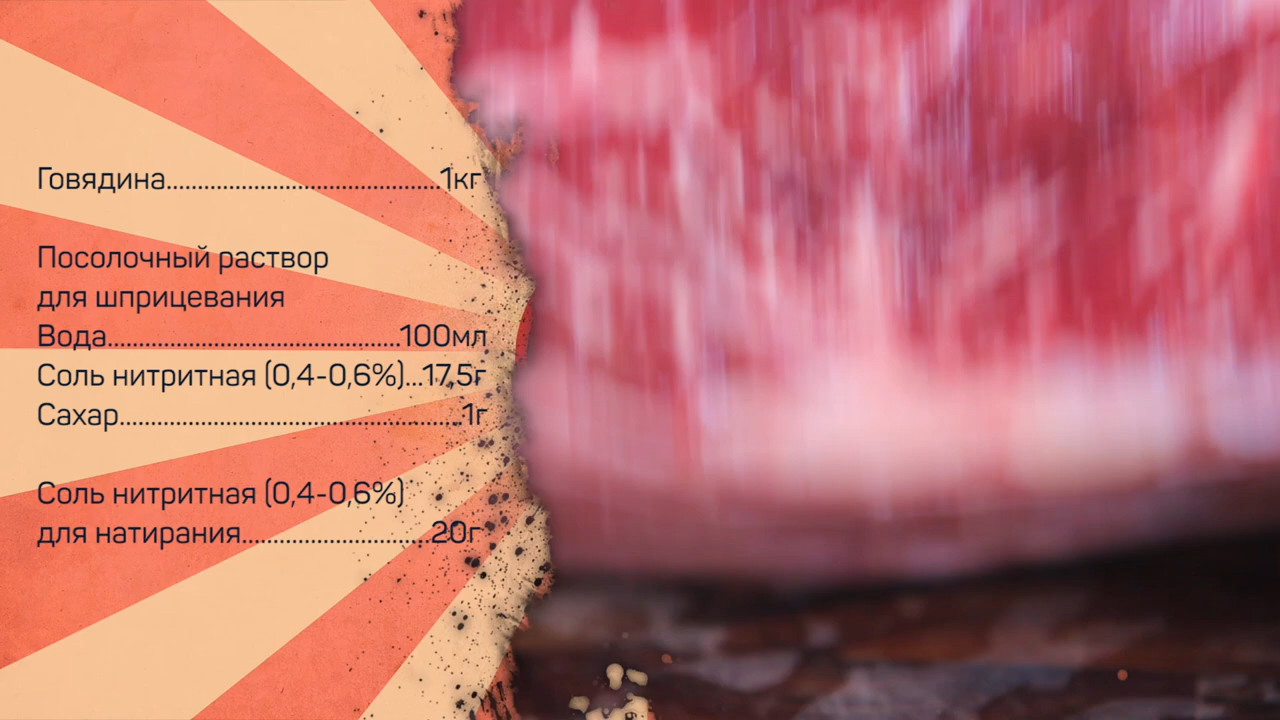 Говядина...........................................1кг
Посолочный раствор
для шприцевания
Вода...............................................100мл
Соль нитритная (0,4-0,6%)...17,5г
Сахар......................................................1г
Соль нитритная (0,4-0,6%)
для натирания.............................20г